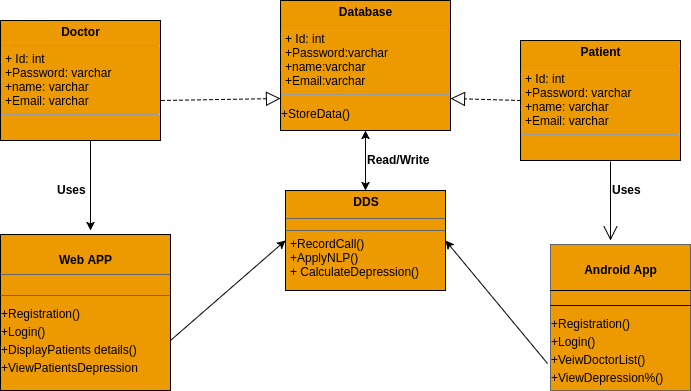 Doctor
+ Id: int
+Password: varchar
+name: varchar
+Email: varchar
Database
+ Id: int
+Password:varchar
+name:varchar
+Email:varchar
+StoreData()
Patient
+ Id: int
+Password: varchar
+name: varchar
+Email: varchar
Uses
Read/Write
Uses
DDS
+RecordCall()
+ApplyNLP()
+ CalculateDepression()
Web APP
+Registration()
+Login()
+DisplayPatients details()
+ViewPatientsDepression
Android App
+Registration()
+Login()
+VeiwDoctorList()
+ViewDepression%()